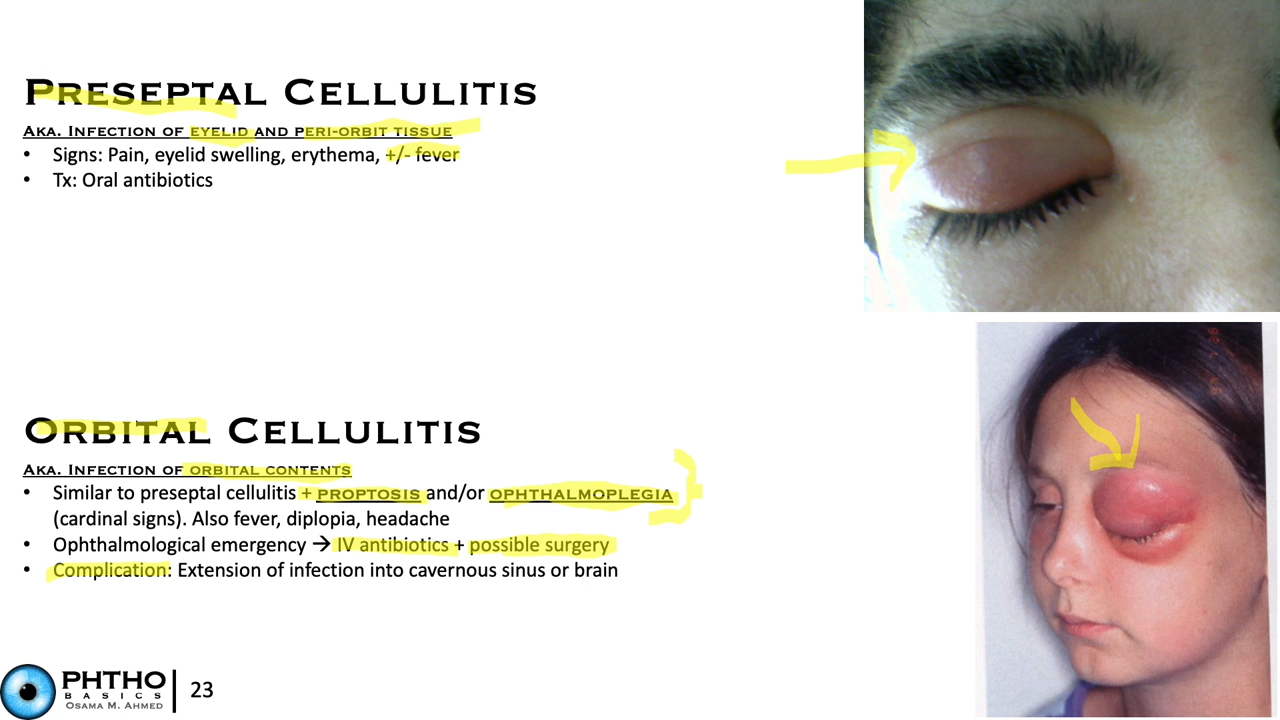 PRESEPTAL CELLULITIS
AKA. INFECTION OF EYELID AND PERI-ORBIT TISSUE
• Signs: Pain, eyelid swelling, erythema, +/- fever
• Tx: Oral antibiotics
ORBITAL CELLULITIS
AKA. INFECTION OF ORBITAL CONTENTS
• Similar to preseptal cellulitis + PROPTOSIS and/or OPHTHALMOPLEGIA
(cardinal signs). Also fever, diplopia, headache
• Ophthalmological emergency → IV antibiotics + possible surgery
• Complication: Extension of infection into cavernous sinus or brain
PHTHO
BASICS
OSAMA M. AHMED
23